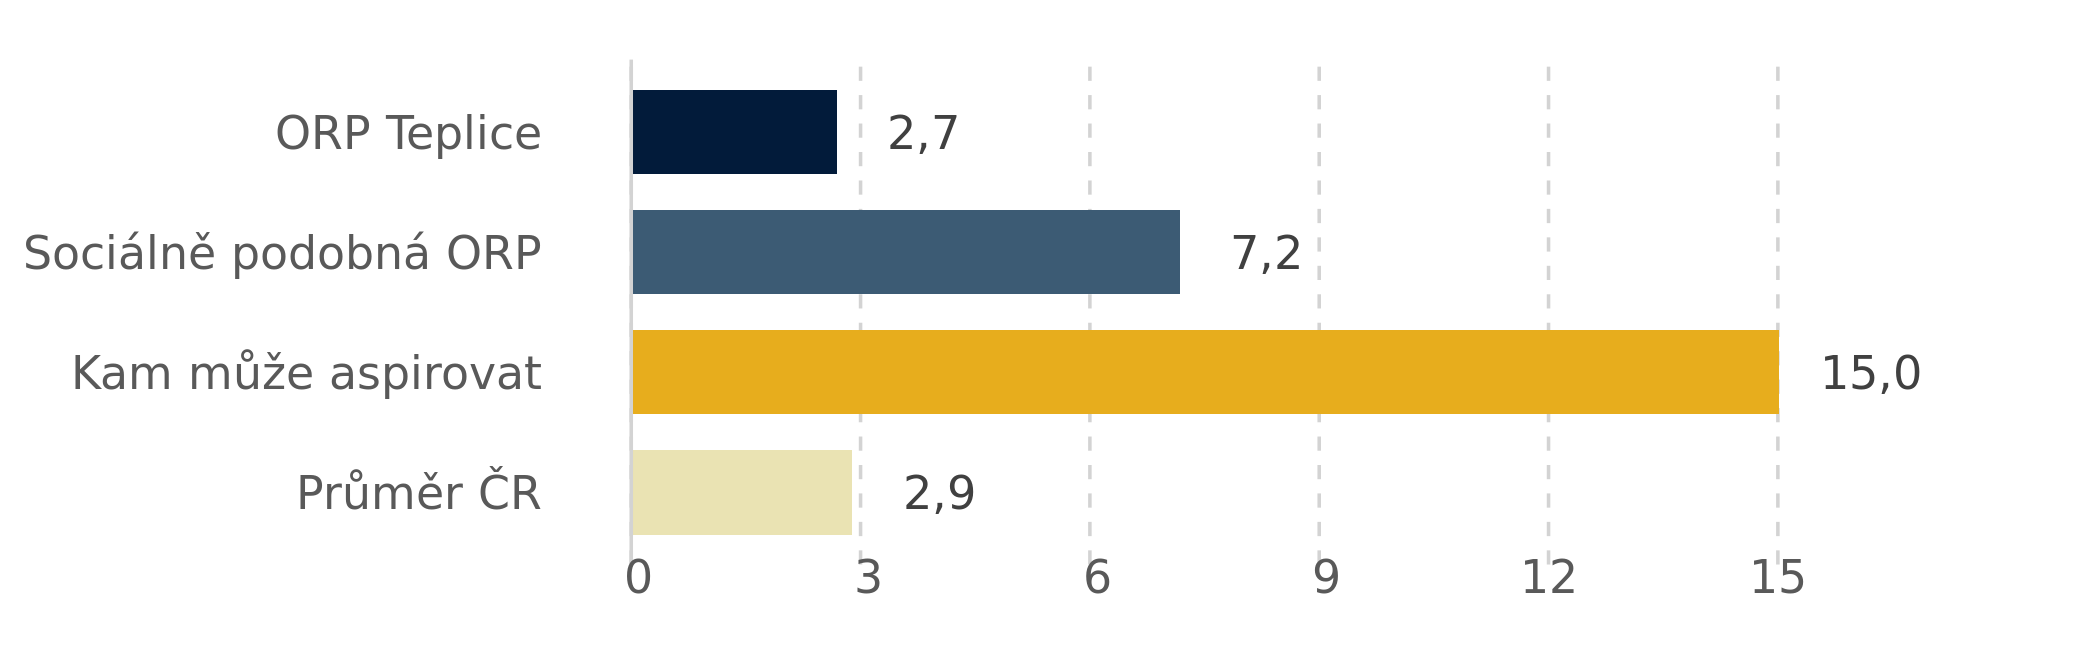 ORP Teplice 2,7
Sociálně podobná ORP 7,2
Kam může aspirovat 15,0
Průměr ČR 2,9
0 3 6 9 12 15